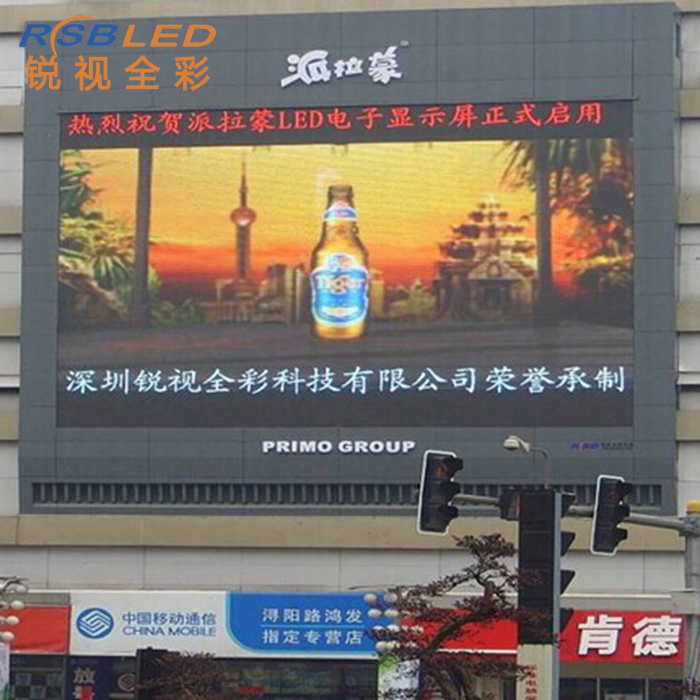 RSBLED
锐视全彩
派拉蒙®
热烈祝贺派拉蒙LED电子显示屏正式启用
Tiger
深圳锐视全彩科技有限公司荣誉承制
PRIMO GROUP
RSBD
中国移动通信
CHINA MOBILE
浔阳路鸿发
指定专营店
肯德
放